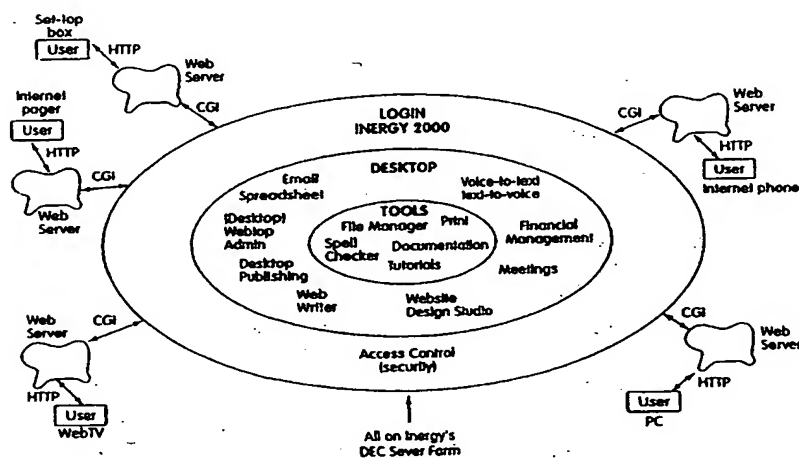 Set-top
box
User
HTTP
Web
Server
CGI
Internet
pager
User
HTTP
Web
Server
CGI
LOGIN
INERGY 2000
CGI
Web
Server
HTTP
User
Internet phone
DESKTOP
Email
Spreadsheet
Voice-to-text
text-to-voice
(Desktop)
Webtop
Admin
Desktop
Publishing
Web
Writer
Website
Design Studio
Financial
Management
Meetings
TOOLS
File Manager
Print
Spell
Checker
Documentation
Tutorials
Access Control
(security)
Web
Server
CGI
HTTP
User
WebTV
CGI
Web
Server
HTTP
User
PC
All on Inergy's
DEC Sever Farm